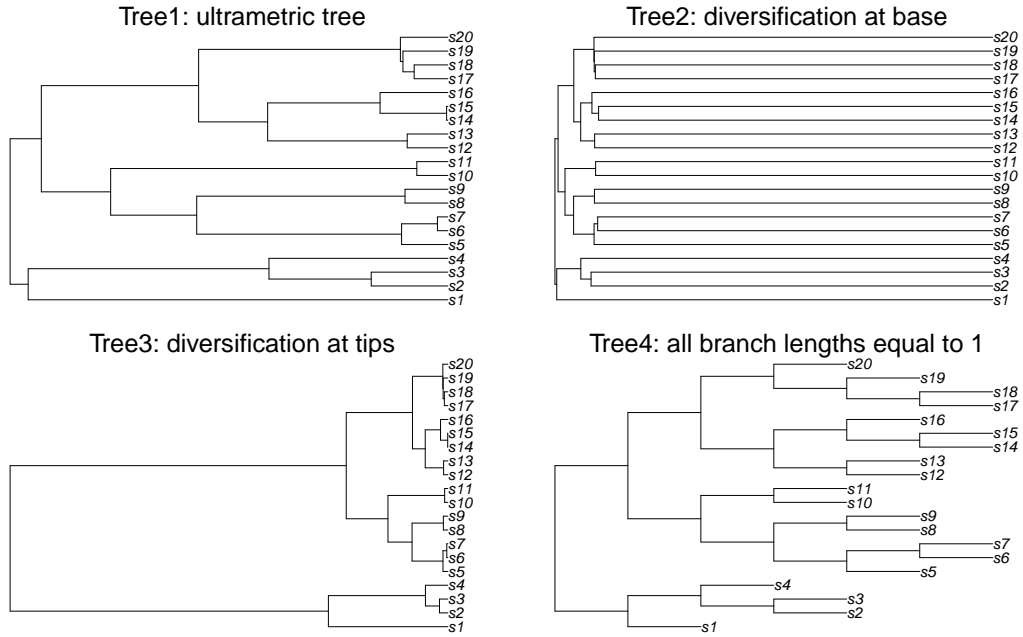 Tree1: ultrametric tree
s20
s19
s18
s17
s16
s15
s14
s13
s12
s11
s10
s9
s8
s7
s6
s5
s4
s3
s2
s1
Tree2: diversification at base
s20
s19
s18
s17
s16
s15
s14
s13
s12
s11
s10
s9
s8
s7
s6
s5
s4
s3
s2
s1
Tree3: diversification at tips
s20
s19
s18
s17
s16
s15
s14
s13
s12
s11
s10
s9
s8
s7
s6
s5
s4
s3
s2
s1
Tree4: all branch lengths equal to 1
s20
s19
s18
s17
s16
s15
s14
s13
s12
s11
s10
s9
s8
s7
s6
s5
s4
s3
s2
s1